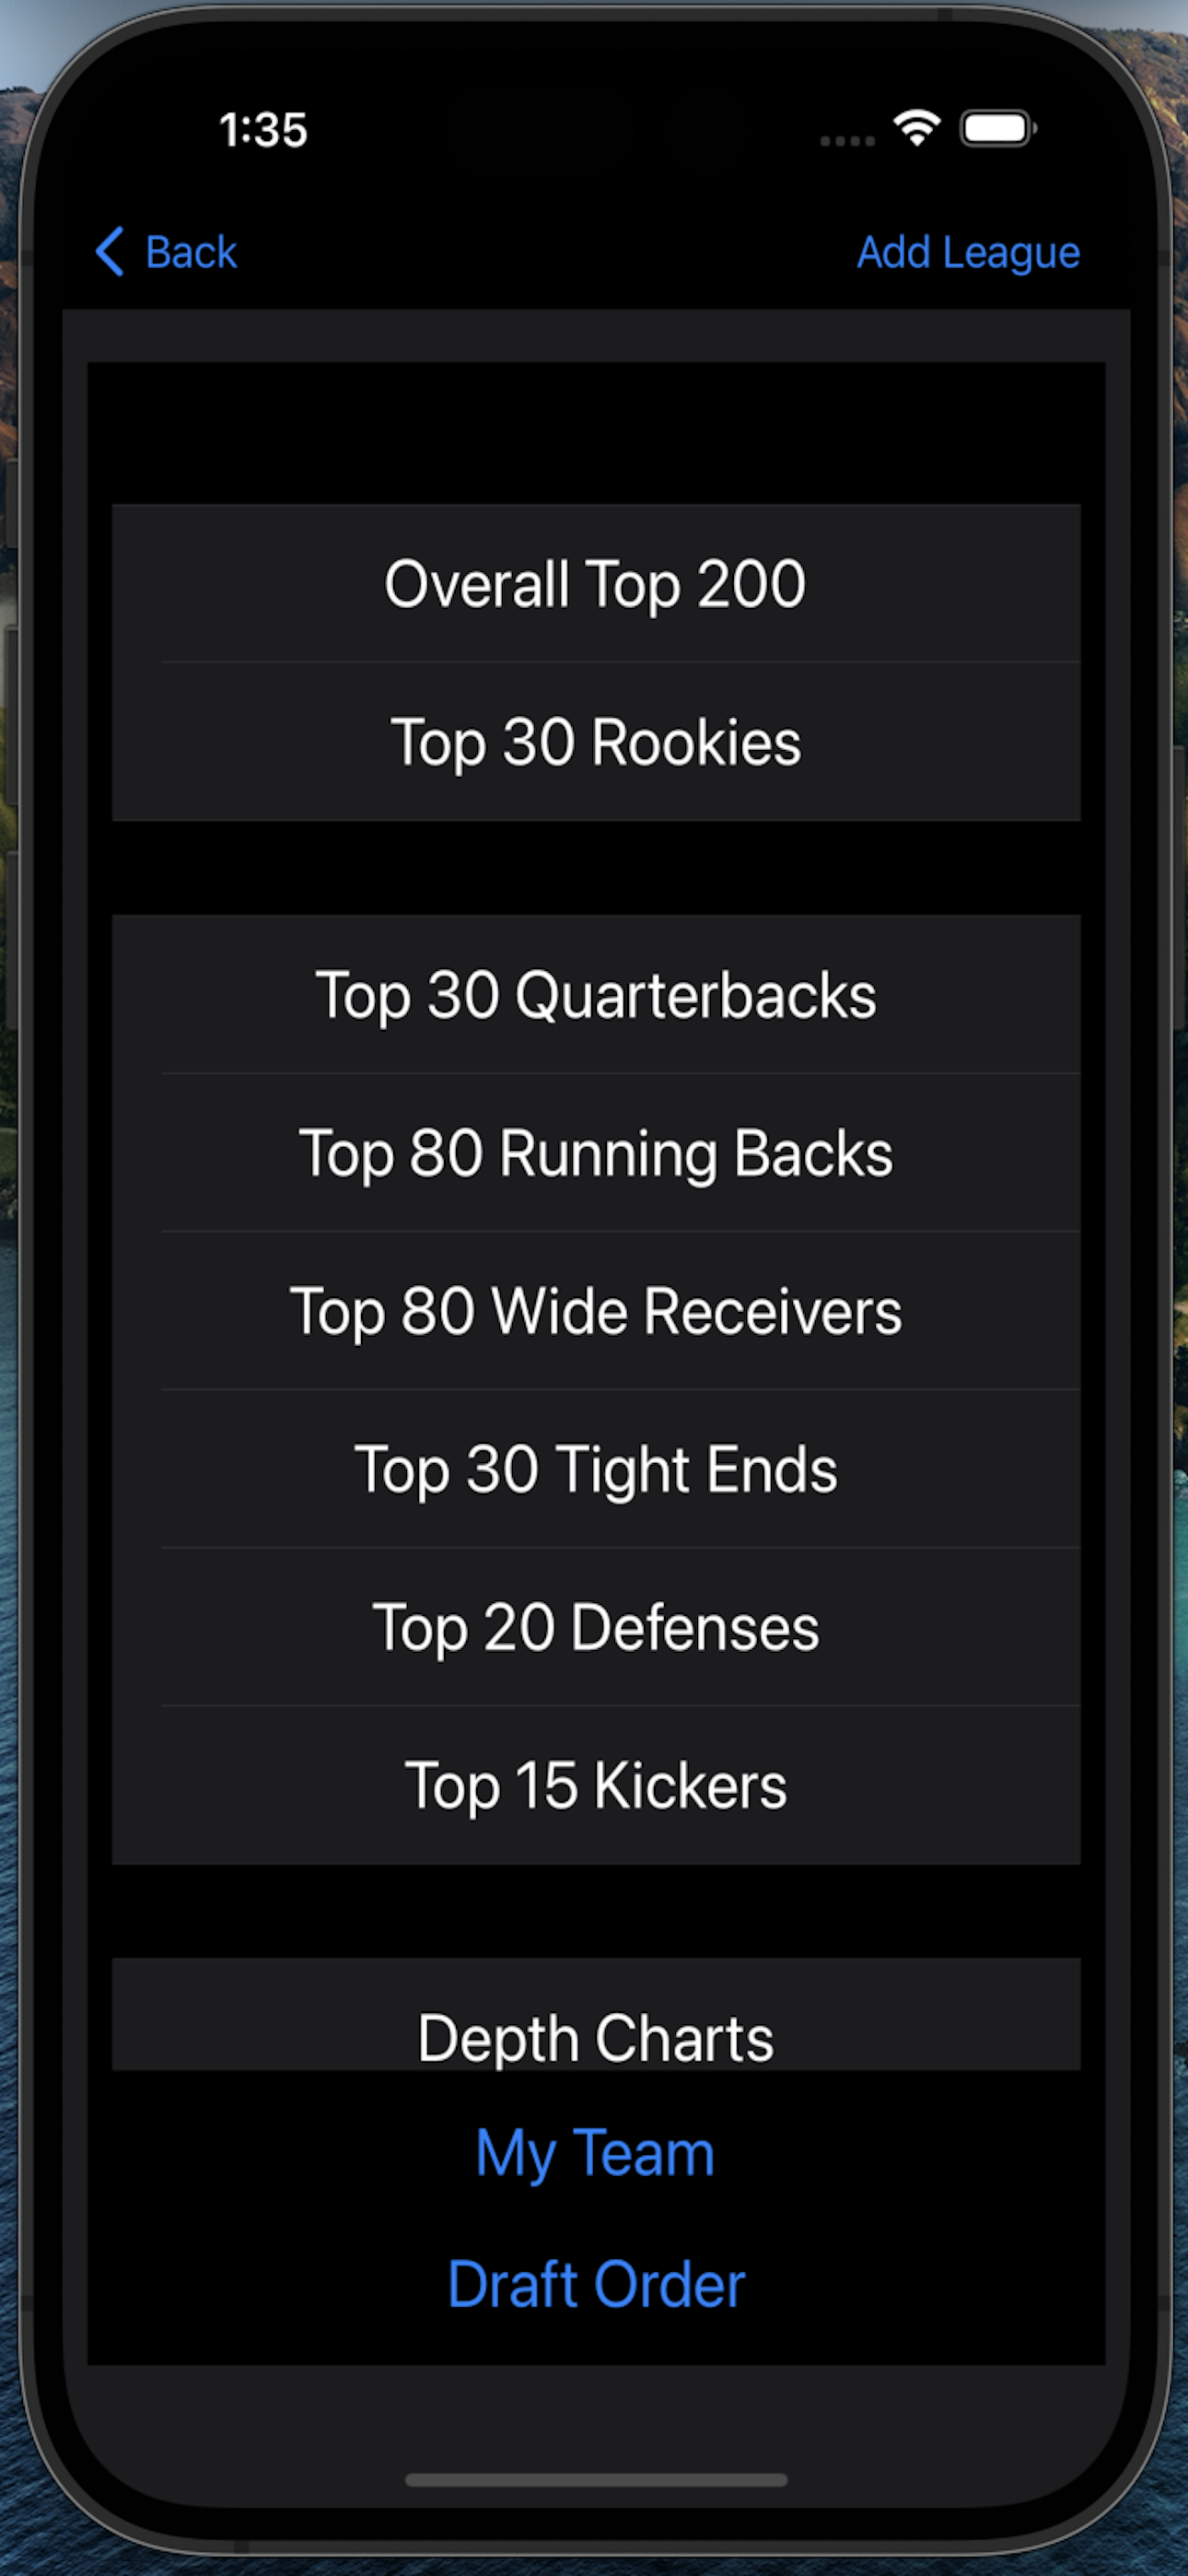 1:35
Back
Add League
Overall Top 200
Top 30 Rookies
Top 30 Quarterbacks
Top 80 Running Backs
Top 80 Wide Receivers
Top 30 Tight Ends
Top 20 Defenses
Top 15 Kickers
Depth Charts
My Team
Draft Order